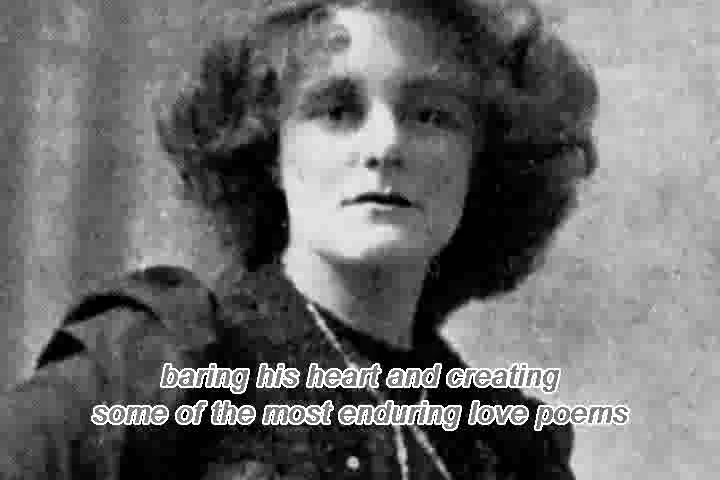 baring his heart and creating
some of the most enduring love poems